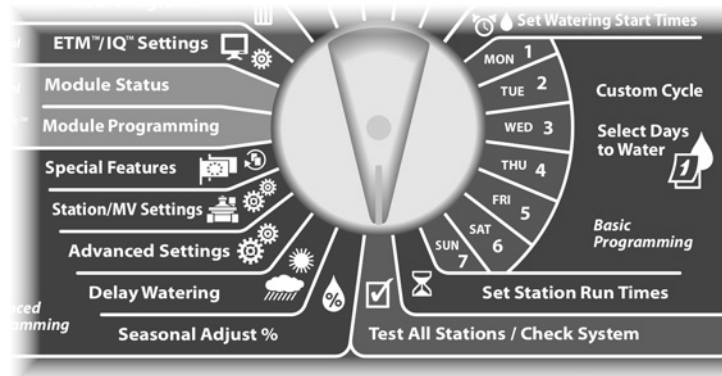 Set Watering Start Times
ETM™/IQ™ Settings
Module Status
Module Programming
Special Features
Station/MV Settings
Advanced Settings
Delay Watering
Seasonal Adjust %
%
MON 1
TUE 2
WED 3
THU 4
FRI 5
SAT 6
SUN 7
Custom Cycle
Select Days
to Water
1
Basic
Programming
Set Station Run Times
Test All Stations / Check System